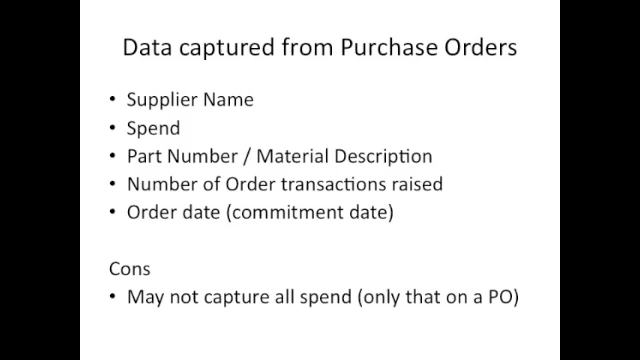 Data captured from Purchase Orders
• Supplier Name
• Spend
• Part Number / Material Description
• Number of Order transactions raised
• Order date (commitment date)
Cons
• May not capture all spend (only that on a PO)